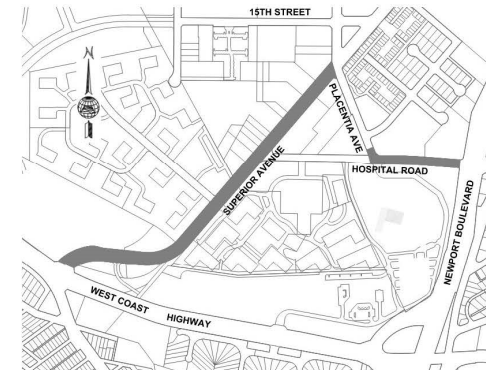 15TH STREET
N
PLACENTIA AVE
SUPERIOR AVENUE
HOSPITAL ROAD
NEWPORT BOULEVARD
WEST COAST HIGHWAY